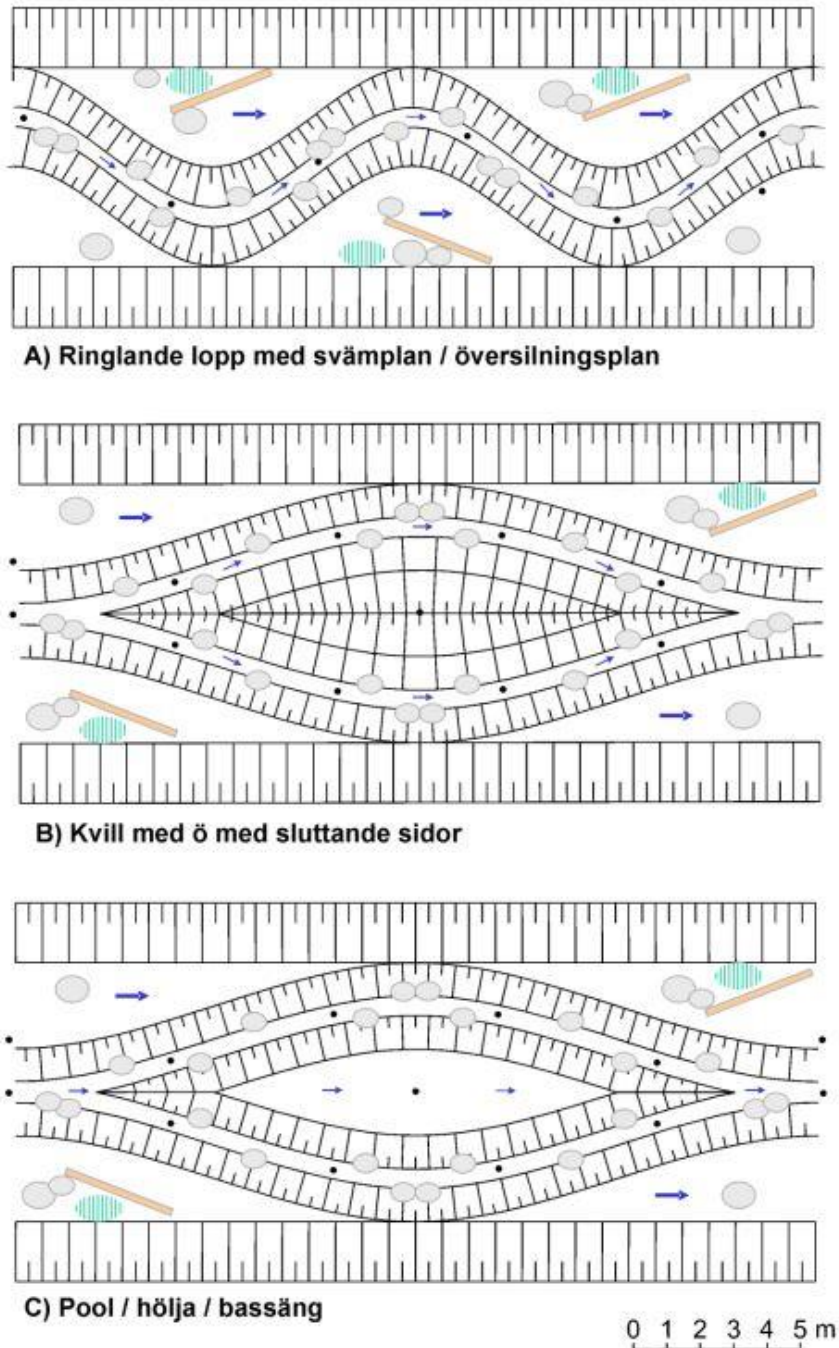 A) Ringlande lopp med svämplan / översilningsplan
B) Kvill med ö med sluttande sidor
C) Pool / hölja / bassäng
0 1 2 3 4 5 m